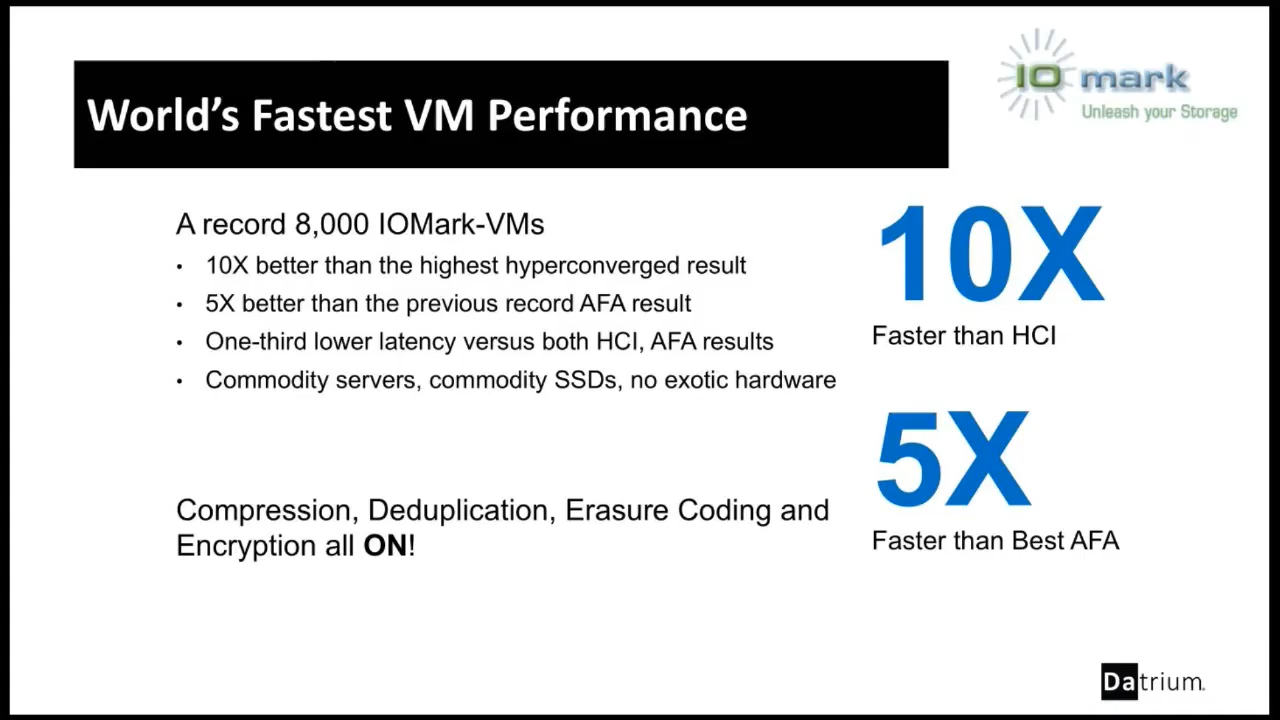 World's Fastest VM Performance
IO mark
Unleash your Storage
A record 8,000 IOMark-VMs
• 10X better than the highest hyperconverged result
• 5X better than the previous record AFA result
• One-third lower latency versus both HCI, AFA results
• Commodity servers, commodity SSDs, no exotic hardware
Compression, Deduplication, Erasure Coding and
Encryption all ON!
10X
Faster than HCI
5X
Faster than Best AFA
Datrium